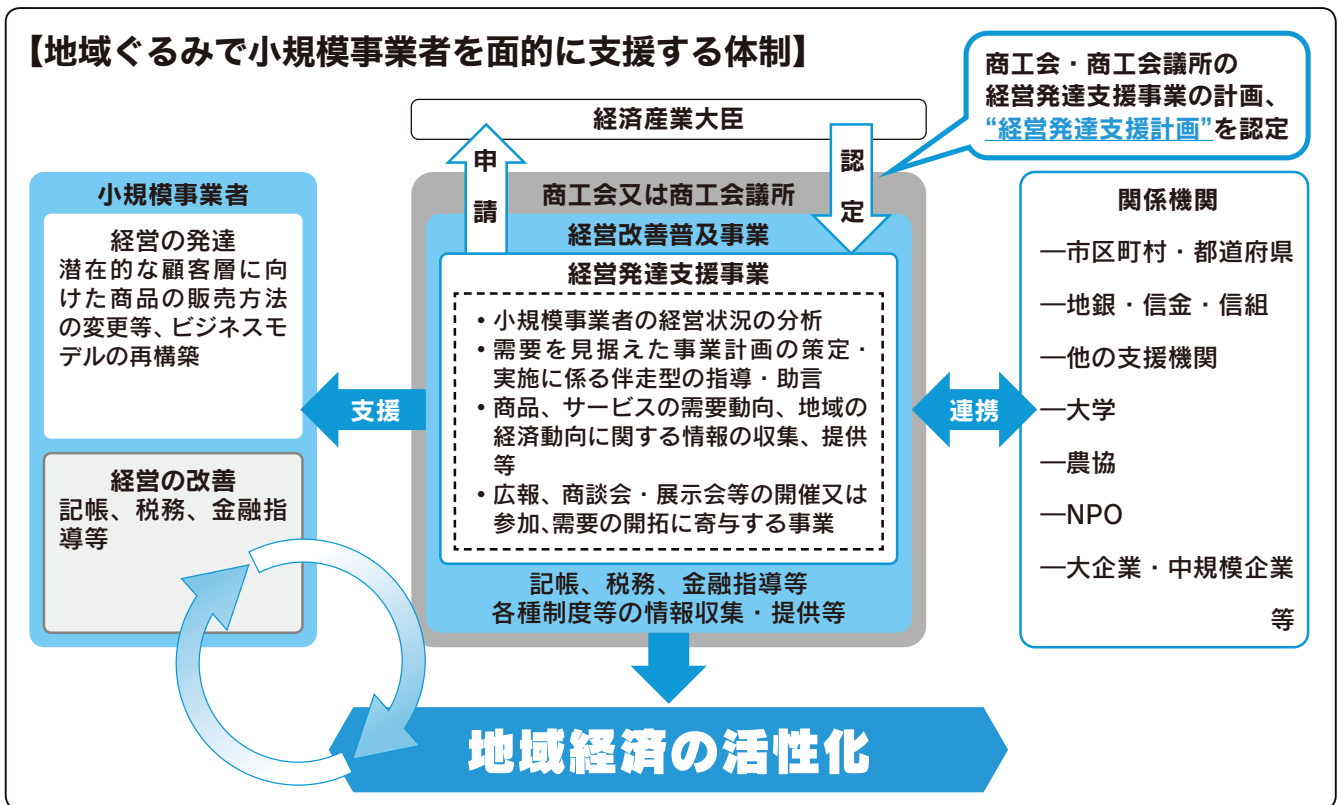 【地域ぐるみで小規模事業者を面的に支援する体制】
商工会・商工会議所の
経営発達支援事業の計画、
“経営発達支援計画”を認定
経済産業大臣
申請
認定
小規模事業者
経営の発達
潜在的な顧客層に向
けた商品の販売方法
の変更等、ビジネスモ
デルの再構築
経営の改善
記帳、税務、金融指
導等
支援
商工会又は商工会議所
経営改善普及事業
経営発達支援事業
・小規模事業者の経営状況の分析
・需要を見据えた事業計画の策定・
実施に係る伴走型の指導・助言
・商品、サービスの需要動向、地域の
経済動向に関する情報の収集、提供
等
・広報、商談会・展示会等の開催又は
参加、需要の開拓に寄与する事業
記帳、税務、金融指導等
各種制度等の情報収集・提供等
連携
関係機関
―市区町村・都道府県
―地銀・信金・信組
―他の支援機関
―大学
―農協
―NPO
―大企業・中規模企業
等
地域経済の活性化